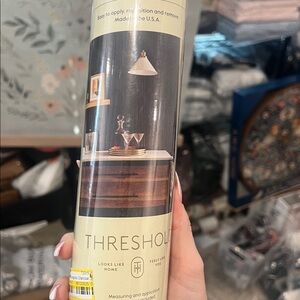 Easy to apply, reposition and remove
Made in the U.S.A.
THRESHOL
LOOKS LIKE
HOME
FEELS LIKE
YOU
Measuring and application